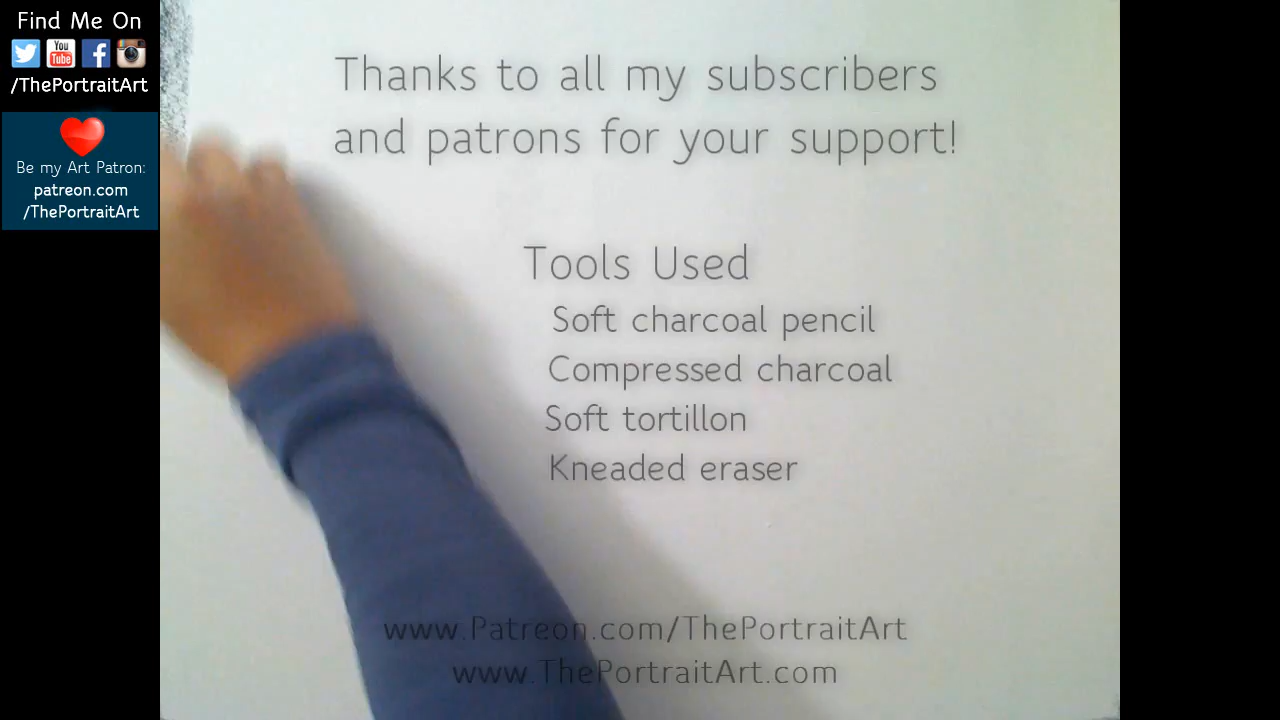 Find Me On
You
Tube
/ThePortraitArt
Be my Art Patron:
patreon.com
/ThePortraitArt
Thanks to all my subscribers
and patrons for your support!
Tools Used
Soft charcoal pencil
Compressed charcoal
Soft tortillon
Kneaded eraser
www.Patreon.com/ThePortraitArt
www.ThePortraitArt.com